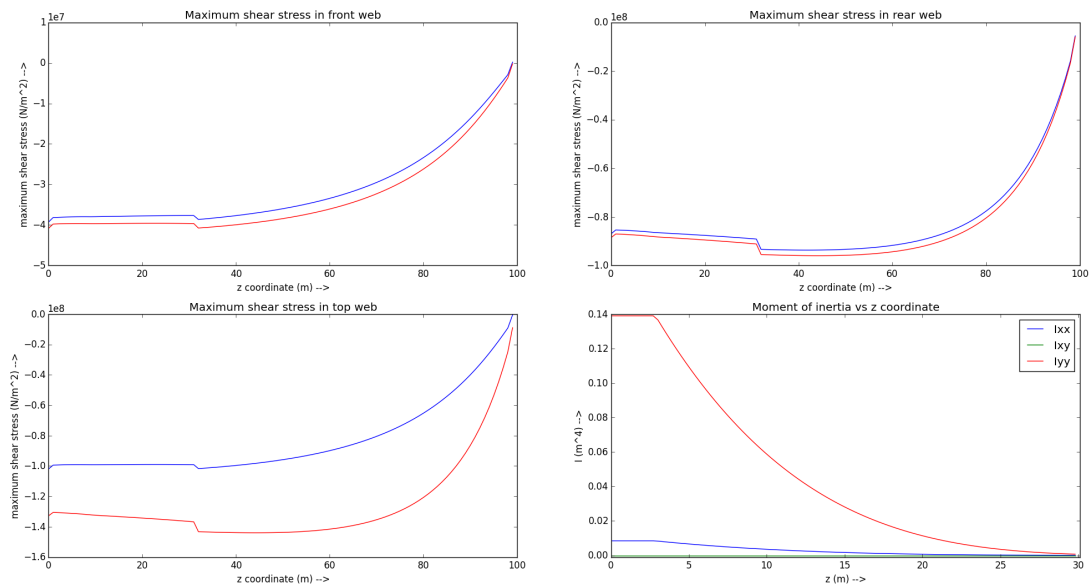 Maximum shear stress in front web
1e7
1
0
−1
−2
−3
−4
−5
maximum shear stress (N/m^2) -->
0 20 40 60 80 100
z coordinate (m) -->
Maximum shear stress in rear web
1e8
0.0
−0.2
−0.4
−0.6
−0.8
−1.0
maximum shear stress (N/m^2) -->
0 20 40 60 80 100
z coordinate (m) -->
Maximum shear stress in top web
1e8
0.0
−0.2
−0.4
−0.6
−0.8
−1.0
−1.2
−1.4
−1.6
maximum shear stress (N/m^2) -->
0 20 40 60 80 100
z coordinate (m) -->
Moment of inertia vs z coordinate
0.14
0.12
0.10
0.08
0.06
0.04
0.02
0.00
I (m^4) -->
0 5 10 15 20 25 30
z (m) -->
Ixx
Ixy
Iyy